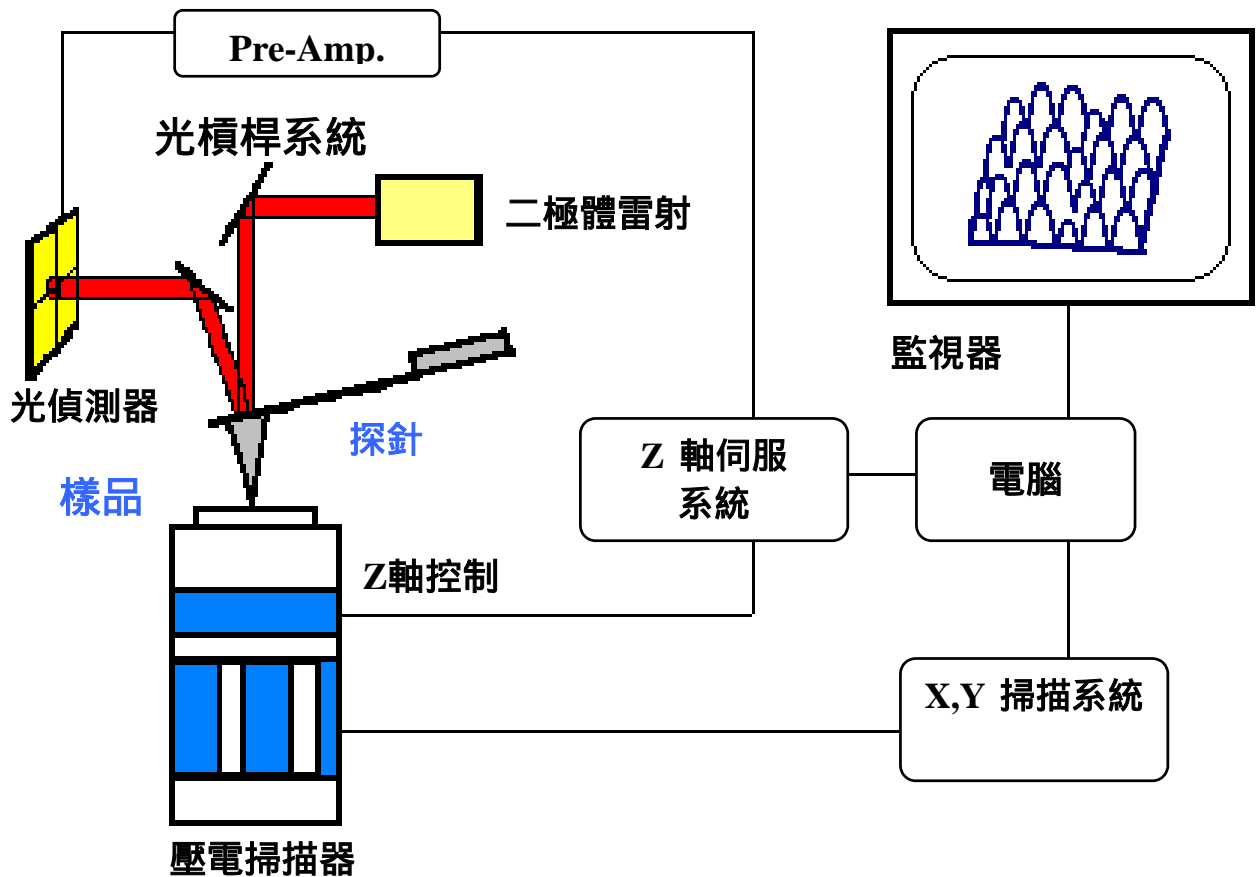 Pre-Amp.
光槓桿系統
二極體雷射
光偵測器
探針
樣品
監視器
Z 軸伺服
系統
電腦
Z軸控制
X,Y 掃描系統
壓電掃描器